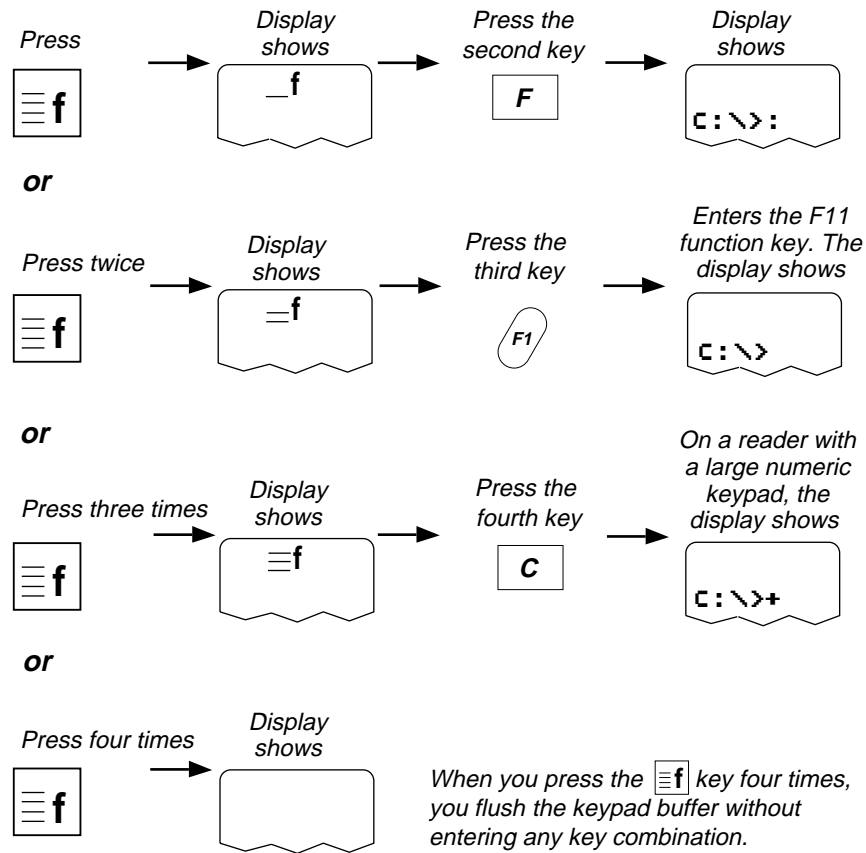 Press
Display
shows
Press the
second key
Display
shows
f
_f
F
C:\>:
or
Press twice
Display
shows
Press the
third key
Enters the F11
function key. The
display shows
f
f
F1
C:\>
or
Press three times
Display
shows
Press the
fourth key
On a reader with
a large numeric
keypad, the
display shows
f
f
C
C:\>+
or
Press four times
Display
shows
f
When you press the f key four times,
you flush the keypad buffer without
entering any key combination.